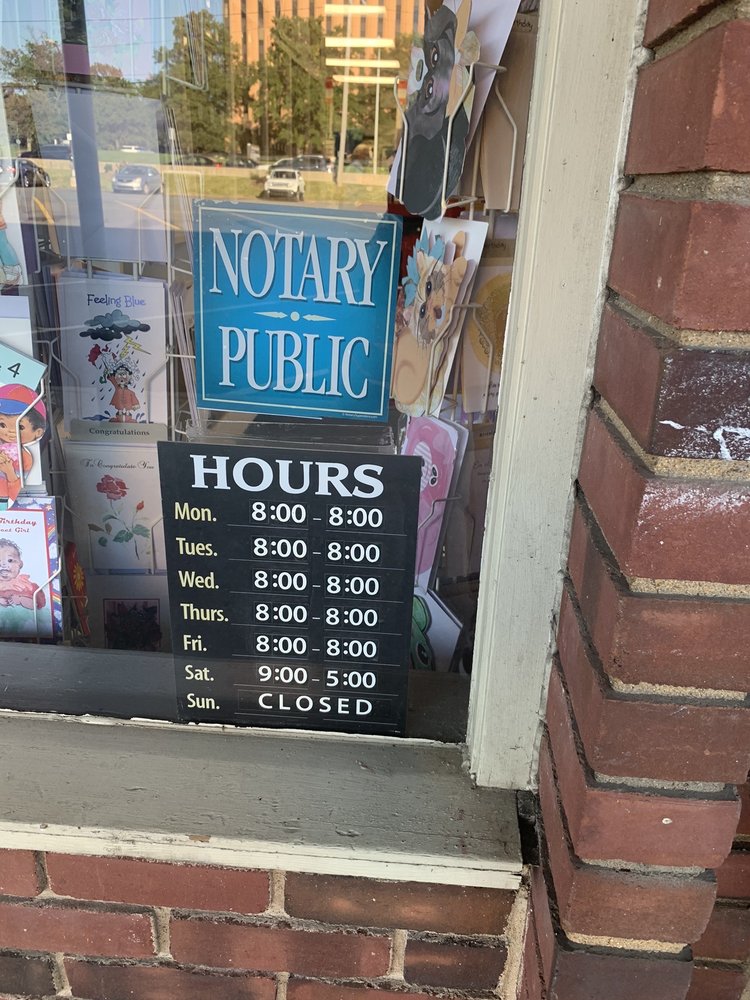 NOTARY
PUBLIC
Feeling Blue
Congratulations
To Congratulate You
4
Birthday
Girl
HOURS
Mon. 8:00 - 8:00
Tues. 8:00 - 8:00
Wed. 8:00 - 8:00
Thurs. 8:00 - 8:00
Fri. 8:00 - 8:00
Sat. 9:00 - 5:00
Sun. CLOSED